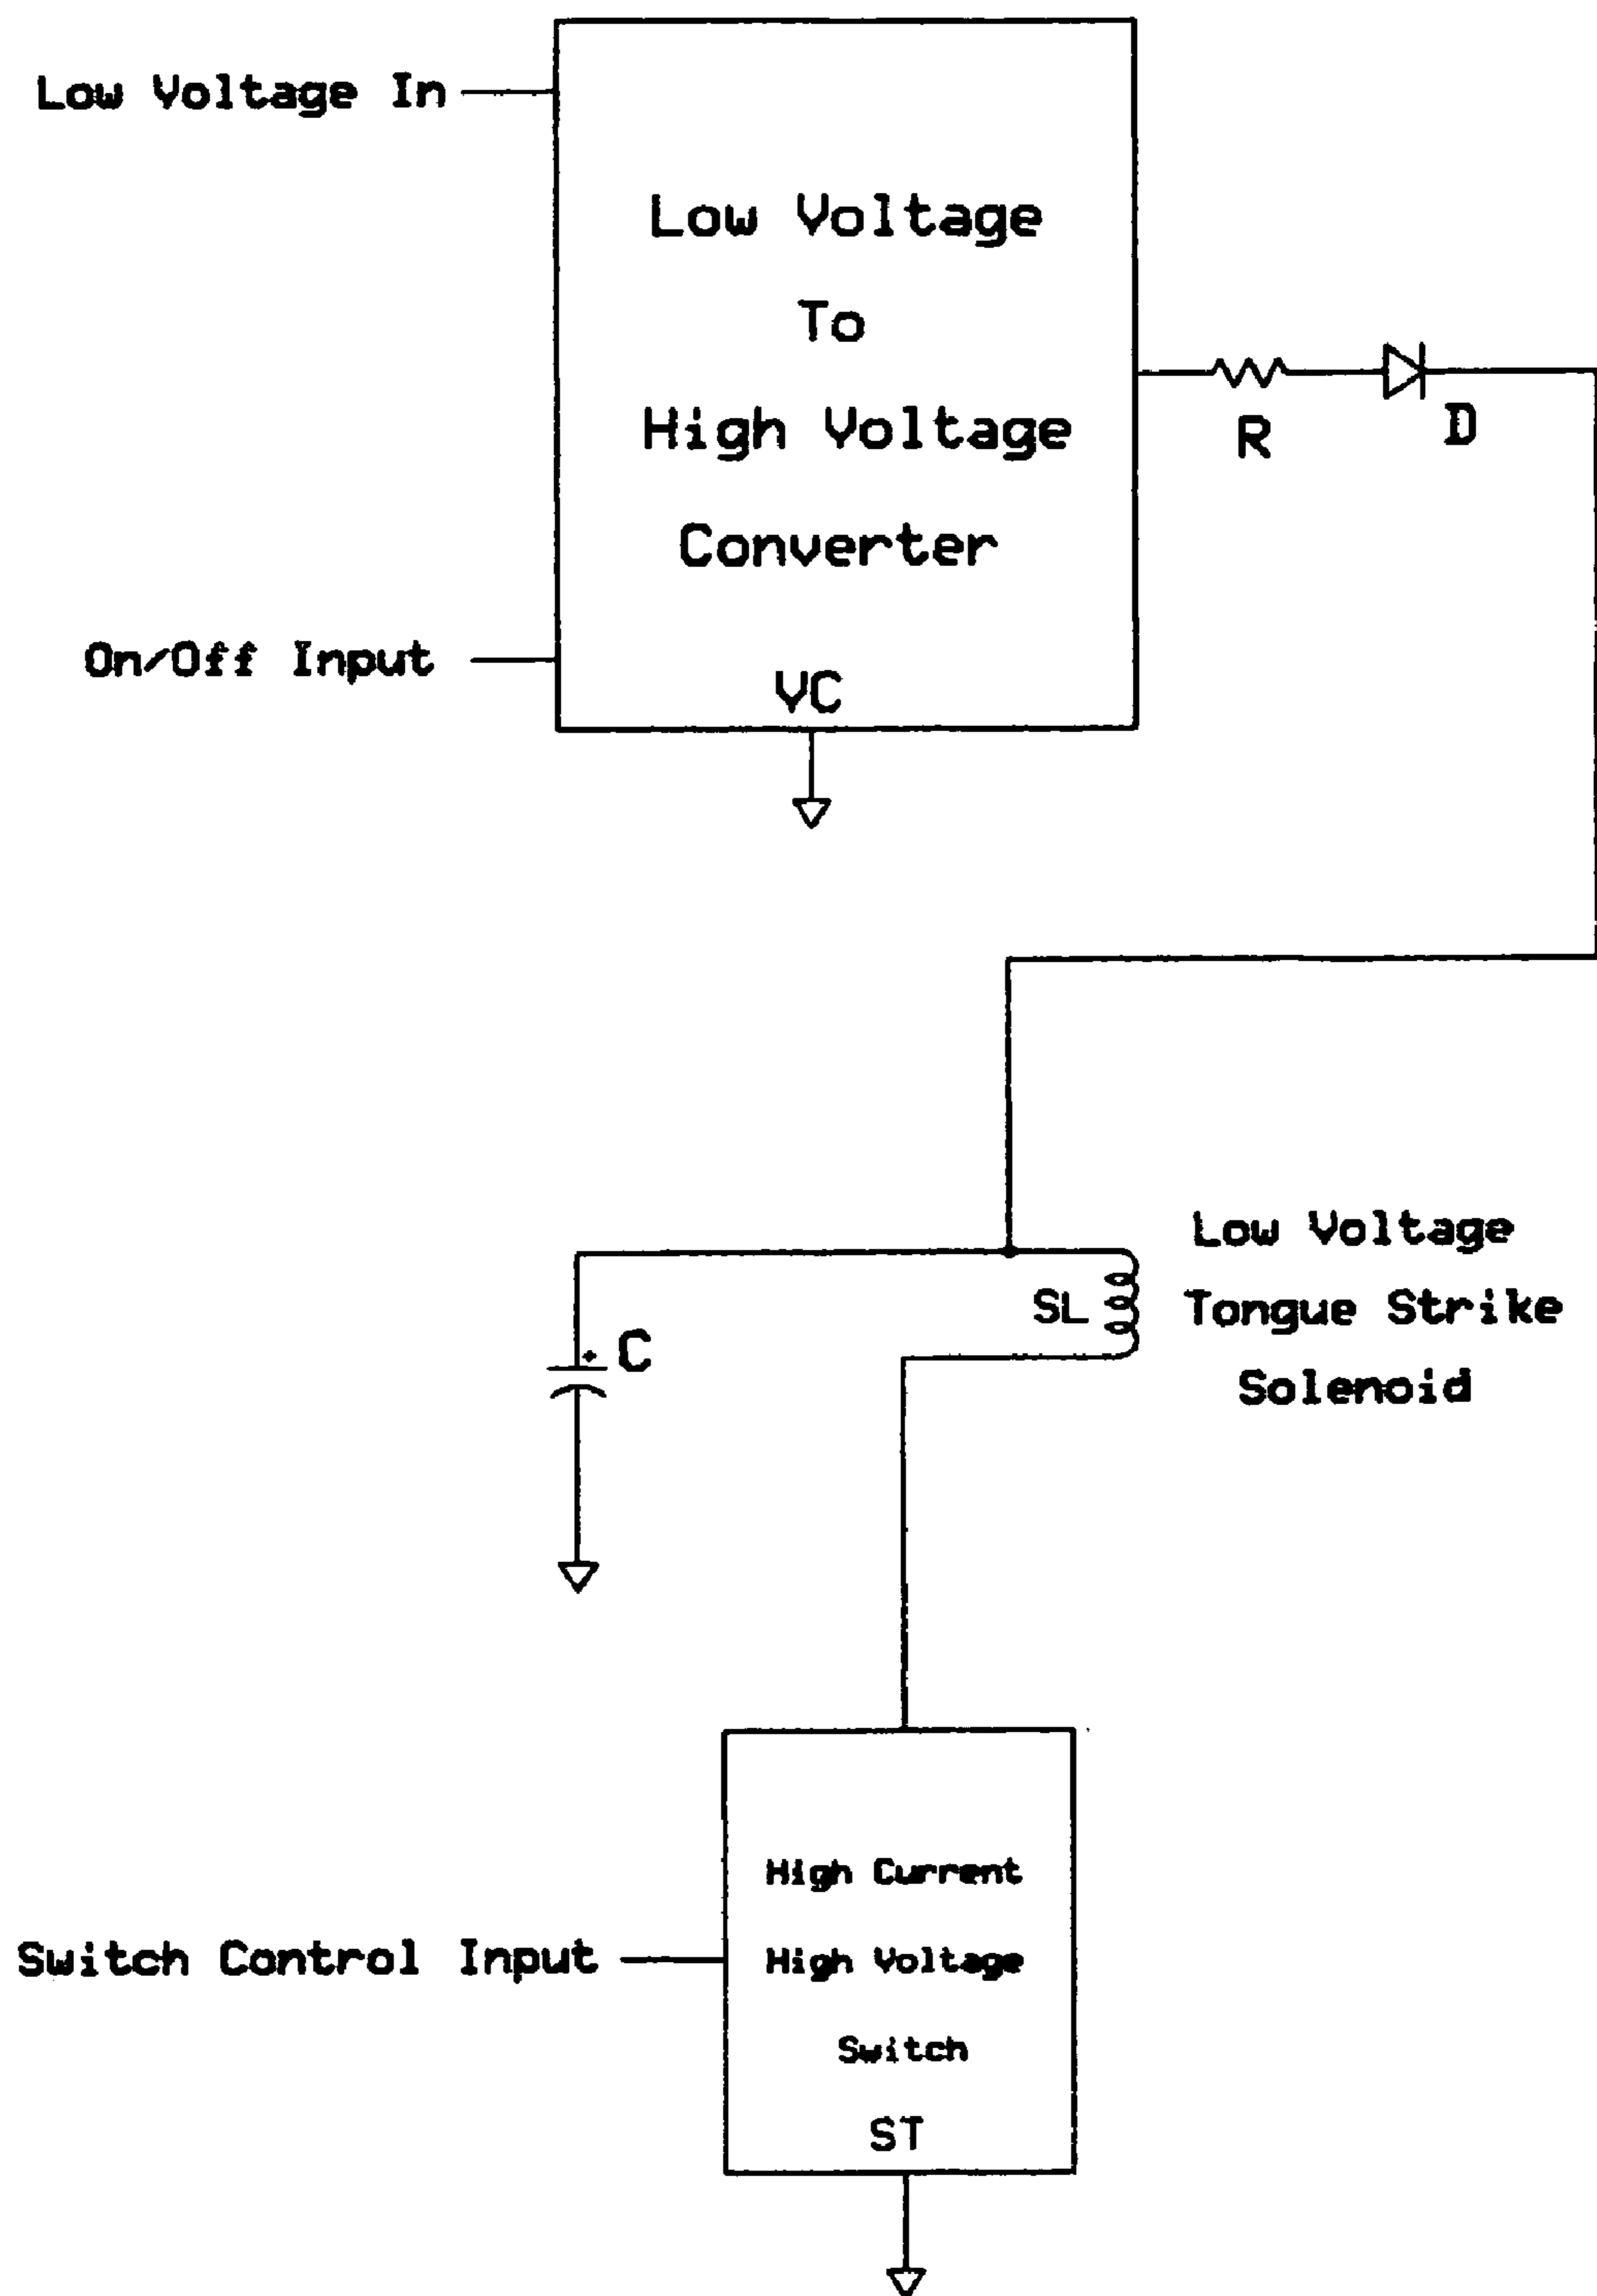 Low Voltage In
Low Voltage
To
High Voltage
Converter
R
D
On/Off Input
VC
Low Voltage
SL
Tongue Strike
+
C
Solenoid
High Current
Switch Control Input
High Voltage
Switch
ST